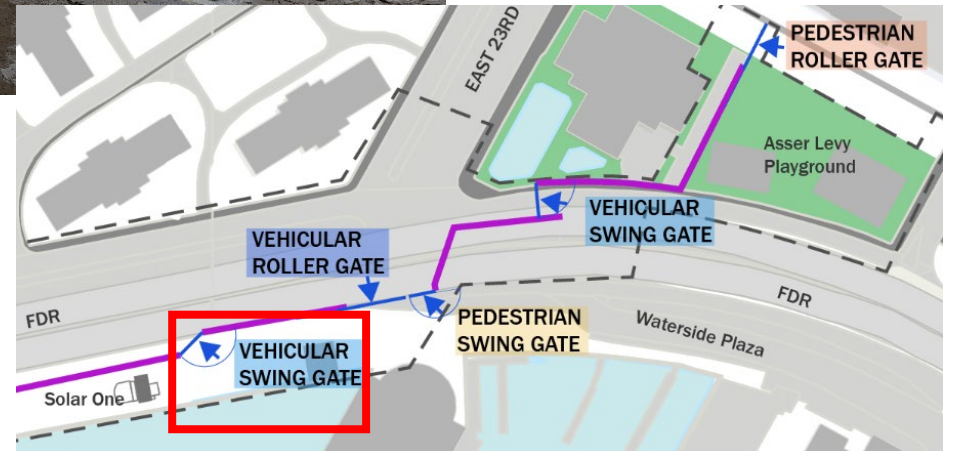 EAST 23RD
PEDESTRIAN
ROLLER GATE
Asser Levy
Playground
VEHICULAR
SWING GATE
VEHICULAR
ROLLER GATE
FDR
FDR
Waterside Plaza
PEDESTRIAN
SWING GATE
VEHICULAR
SWING GATE
Solar One